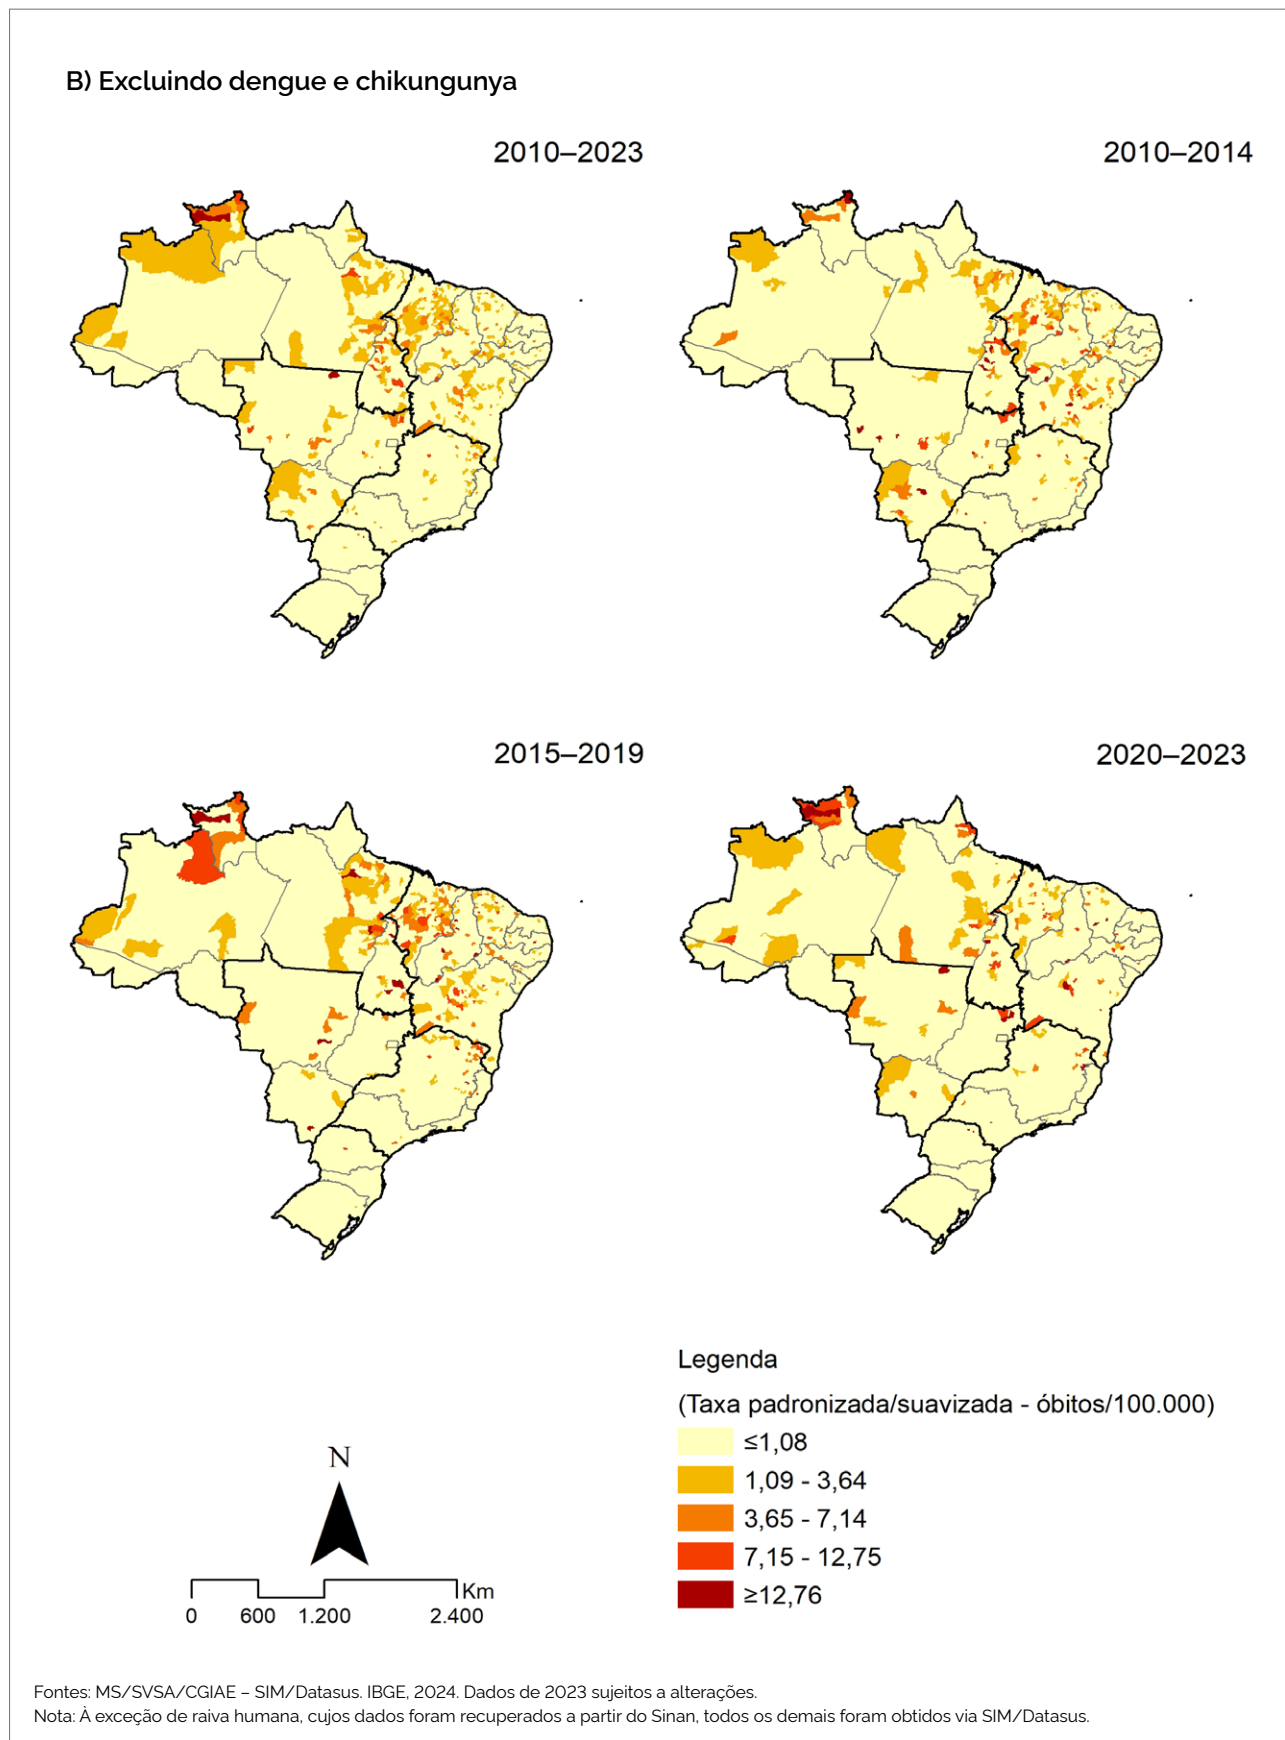 B) Excluindo dengue e chikungunya
2010–2023
2010–2014
2015–2019
2020–2023
Legenda
(Taxa padronizada/suavizada - óbitos/100.000)
≤1,08
1,09 - 3,64
3,65 - 7,14
7,15 - 12,75
≥12,76
N
Km
0 600 1.200 2.400
Fontes: MS/SVSA/CGIAE – SIM/Datasus. IBGE, 2024. Dados de 2023 sujeitos a alterações.
Nota: À exceção de raiva humana, cujos dados foram recuperados a partir do Sinan, todos os demais foram obtidos via SIM/Datasus.